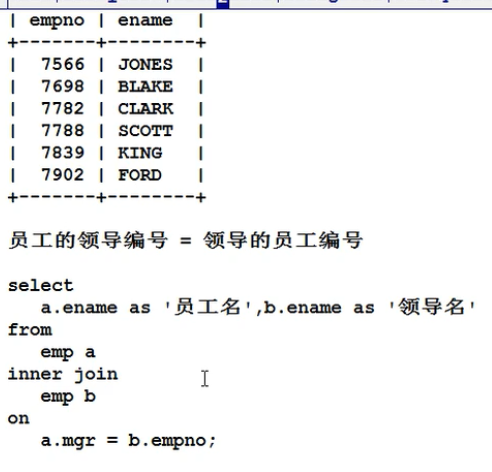 | empno | ename  |
+-------+--------+
|  7566 | JONES  |
|  7698 | BLAKE  |
|  7782 | CLARK  |
|  7788 | SCOTT  |
|  7839 | KING   |
|  7902 | FORD   |
+-------+--------+
员工的领导编号 = 领导的员工编号
select
   a.ename as '员工名',b.ename as '领导名'
from
   emp a
inner join
   emp b
on
   a.mgr = b.empno;